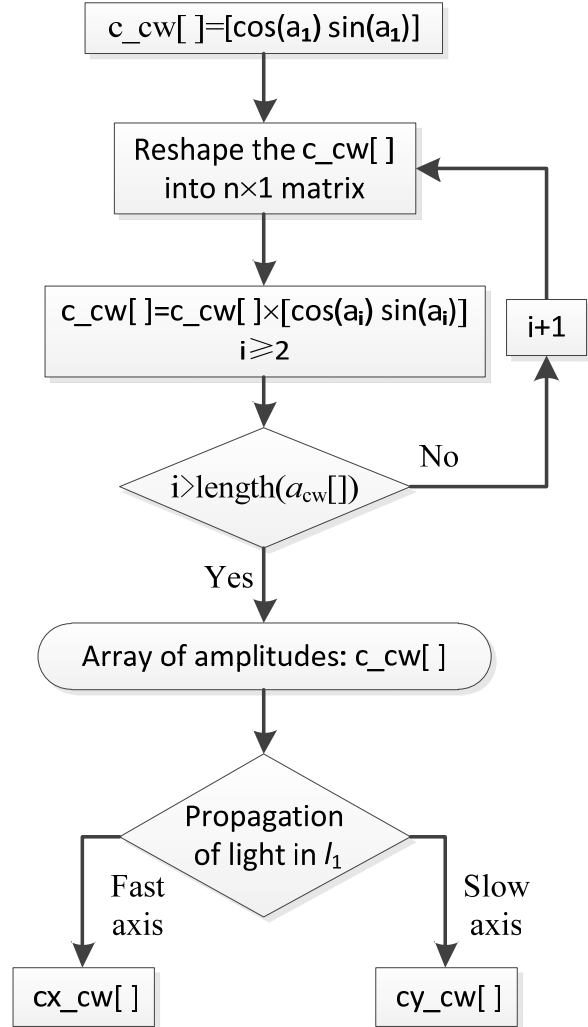 c_cw[ ]=[cos(a₁) sin(a₁)]
Reshape the c_cw[ ]
into n×1 matrix
c_cw[ ]=c_cw[ ]×[cos(aᵢ) sin(aᵢ)]
i≥2
i+1
i>length(a_cw[])
No
Yes
Array of amplitudes: c_cw[ ]
Propagation
of light in l₁
Fast
axis
Slow
axis
cx_cw[ ]
cy_cw[ ]